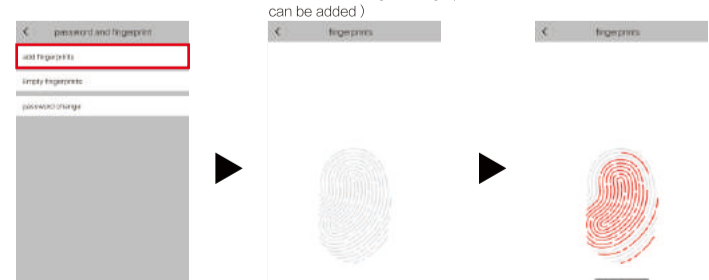 can be added )
password and fingerprint
add fingerprints
Empty fingerprints
password change
fingerprints
fingerprints